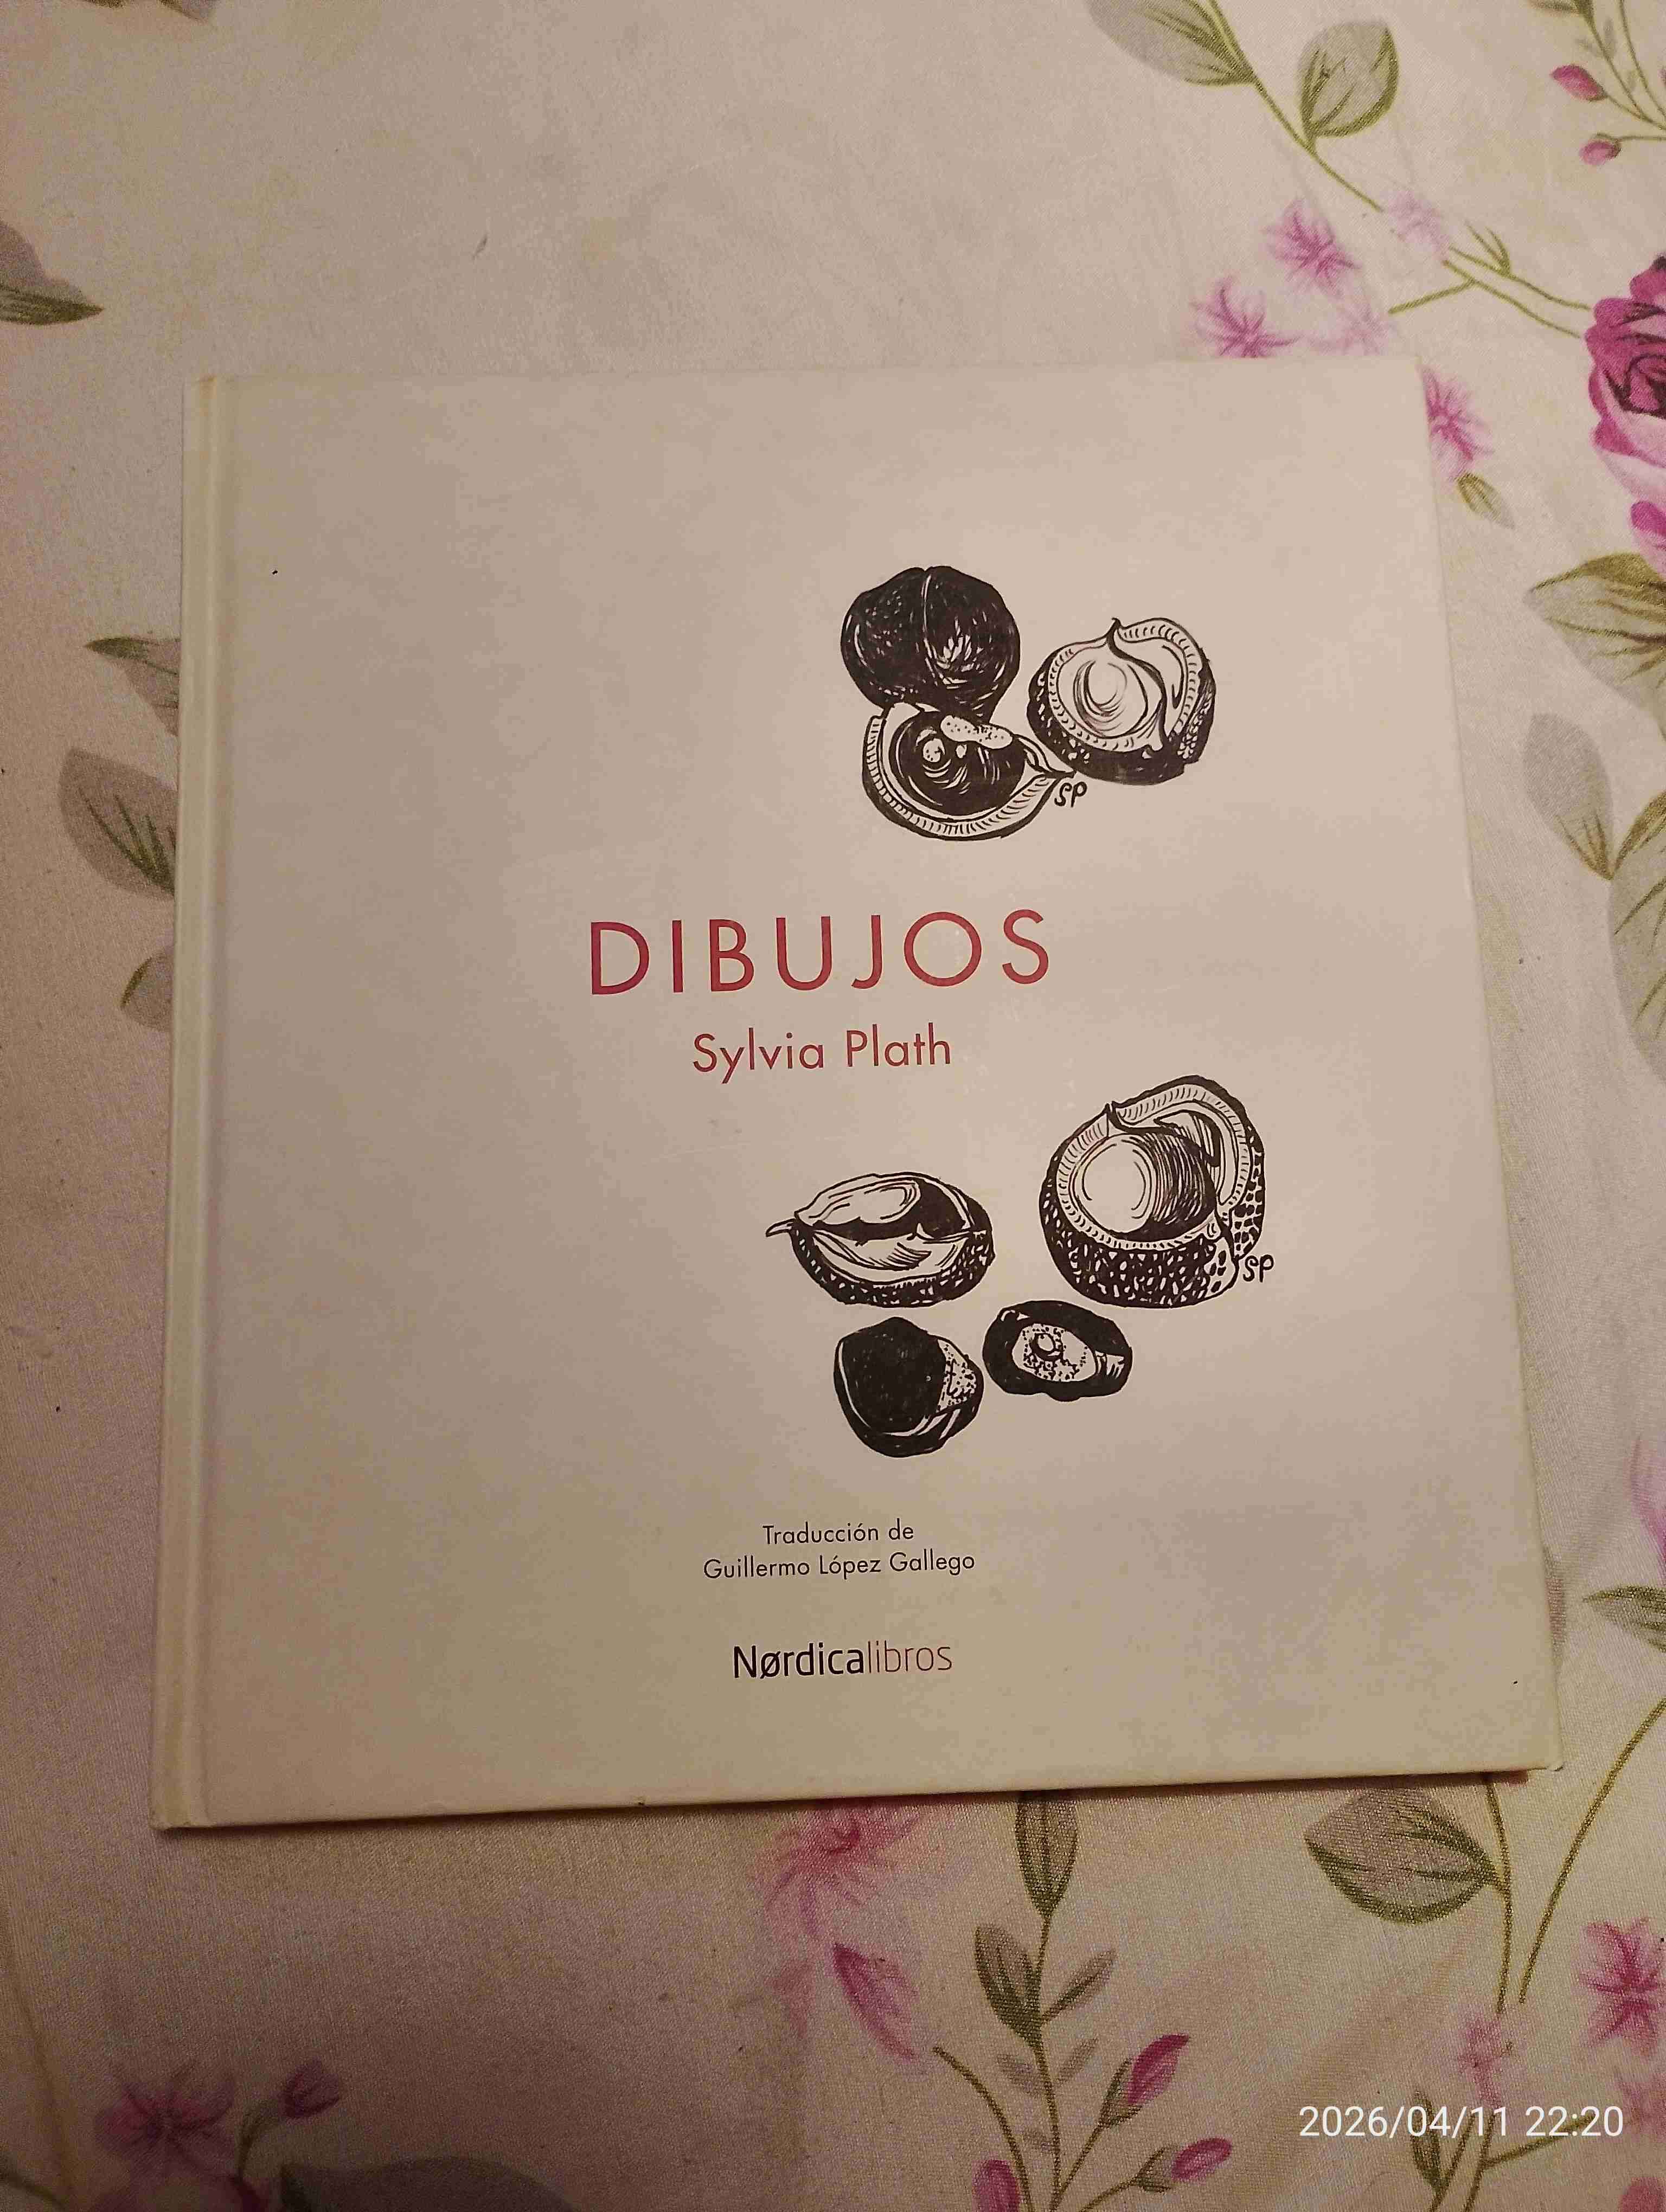 SP
DIBUJOS
Sylvia Plath
SP
Traducción de
Guillermo López Gallego
Nørdicalibros
2026/04/11 22:20